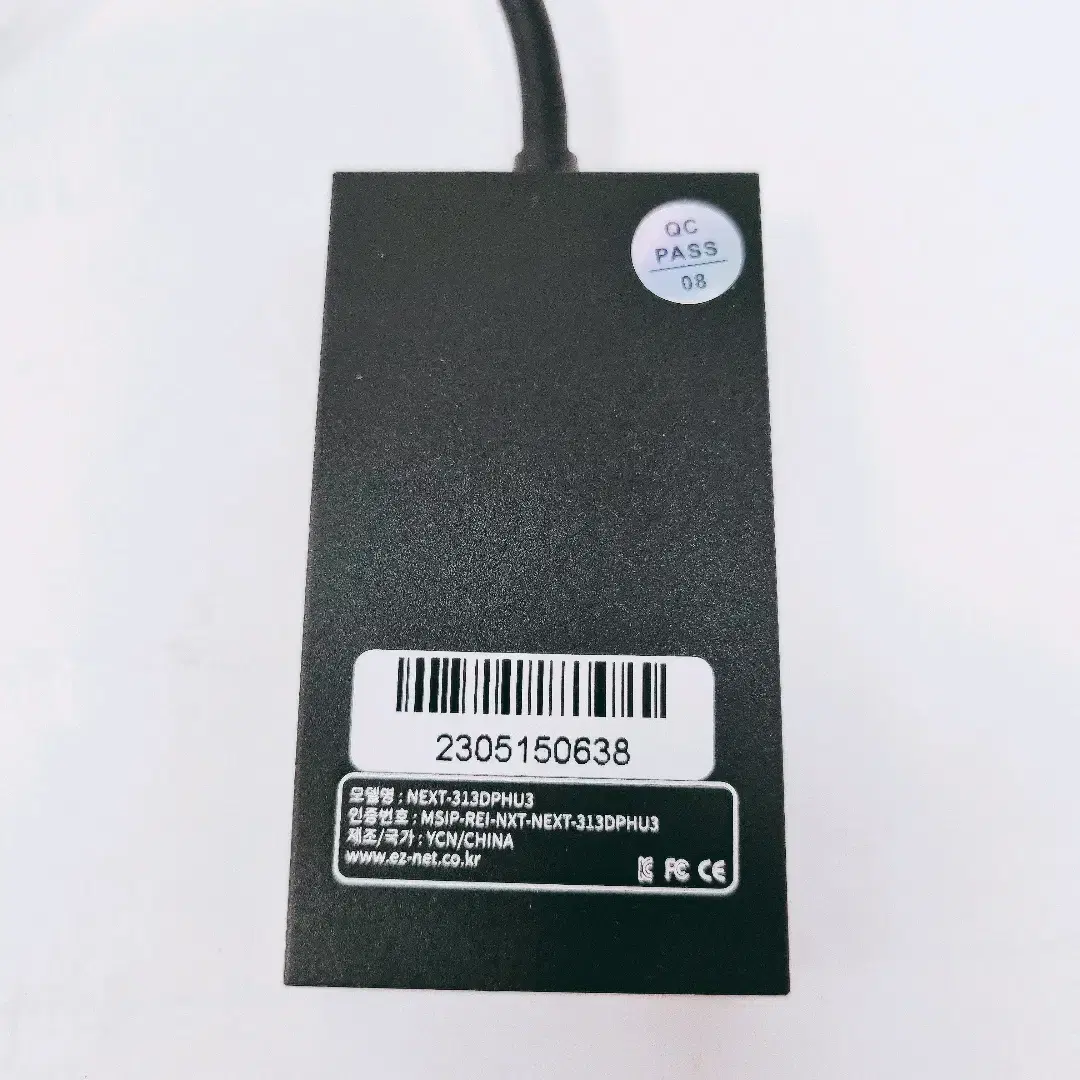 QC
PASS
08
2305150638
모델명 : NEXT-313DPHU3
인증번호 : MSIP-REI-NXT-NEXT-313DPHU3
제조/국가 : YCN/CHINA
www.ez-net.co.kr
FC CE